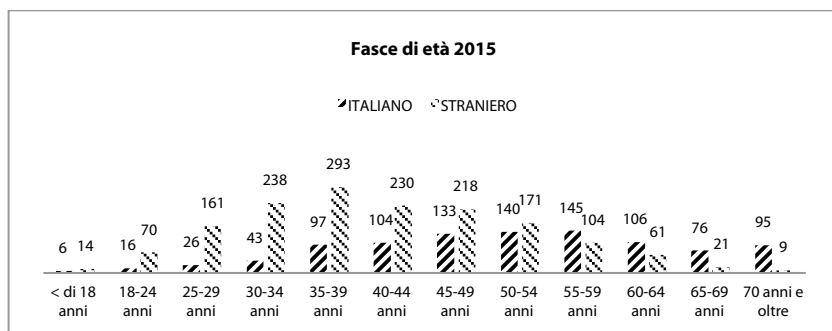 Fasce di età 2015
ITALIANO STRANIERO
6 14 16 70 26 161 43 238 97 293 104 230 133 218 140 171 145 104 106 61 76 21 95 9
< di 18 18-24 25-29 30-34 35-39 40-44 45-49 50-54 55-59 60-64 65-69 70 anni e
anni anni anni anni anni anni anni anni anni anni anni oltre